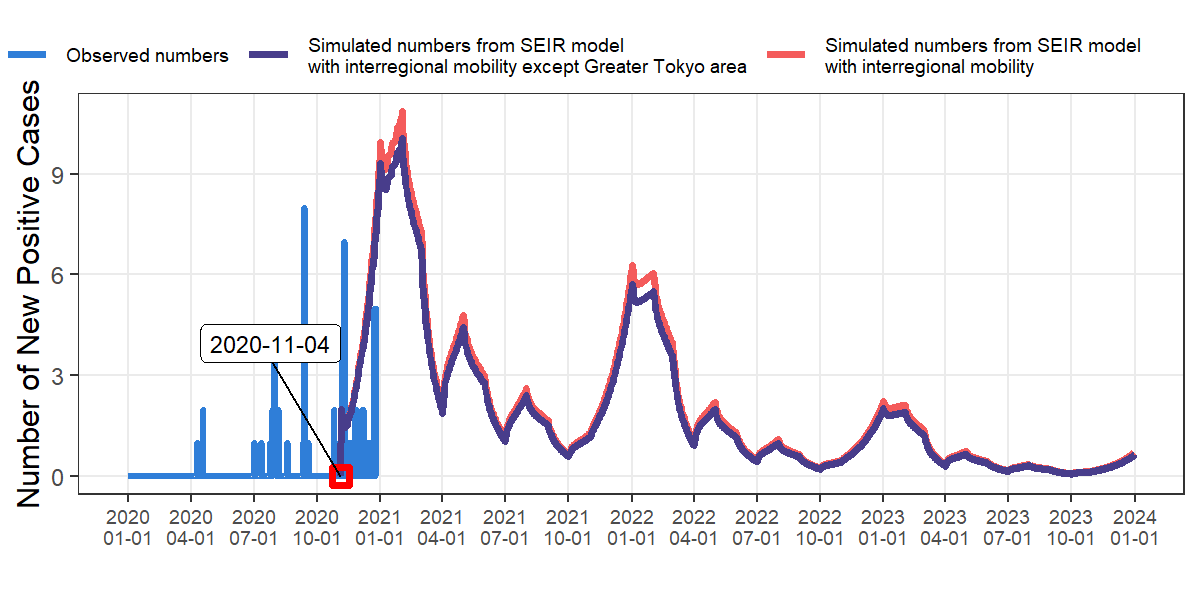 Observed numbers
Simulated numbers from SEIR model
with interregional mobility except Greater Tokyo area
Simulated numbers from SEIR model
with interregional mobility
Number of New Positive Cases
9
6
3
0
2020-11-04
2020 2020 2020 2020 2021 2021 2021 2021 2022 2022 2022 2022 2023 2023 2023 2023 2024
01-01 04-01 07-01 10-01 01-01 04-01 07-01 10-01 01-01 04-01 07-01 10-01 01-01 04-01 07-01 10-01 01-01